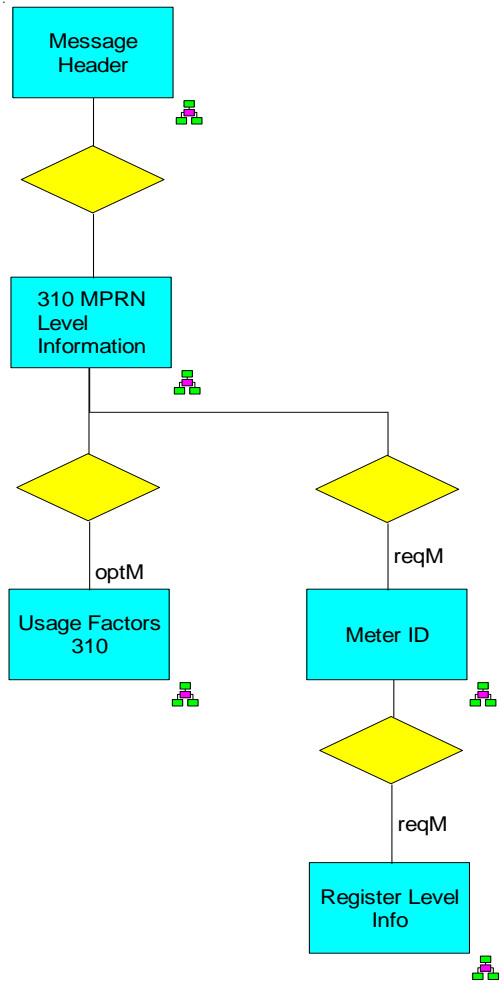 Message
Header
310 MPRN
Level
Information
optM
reqM
Usage Factors
310
Meter ID
reqM
Register Level
Info